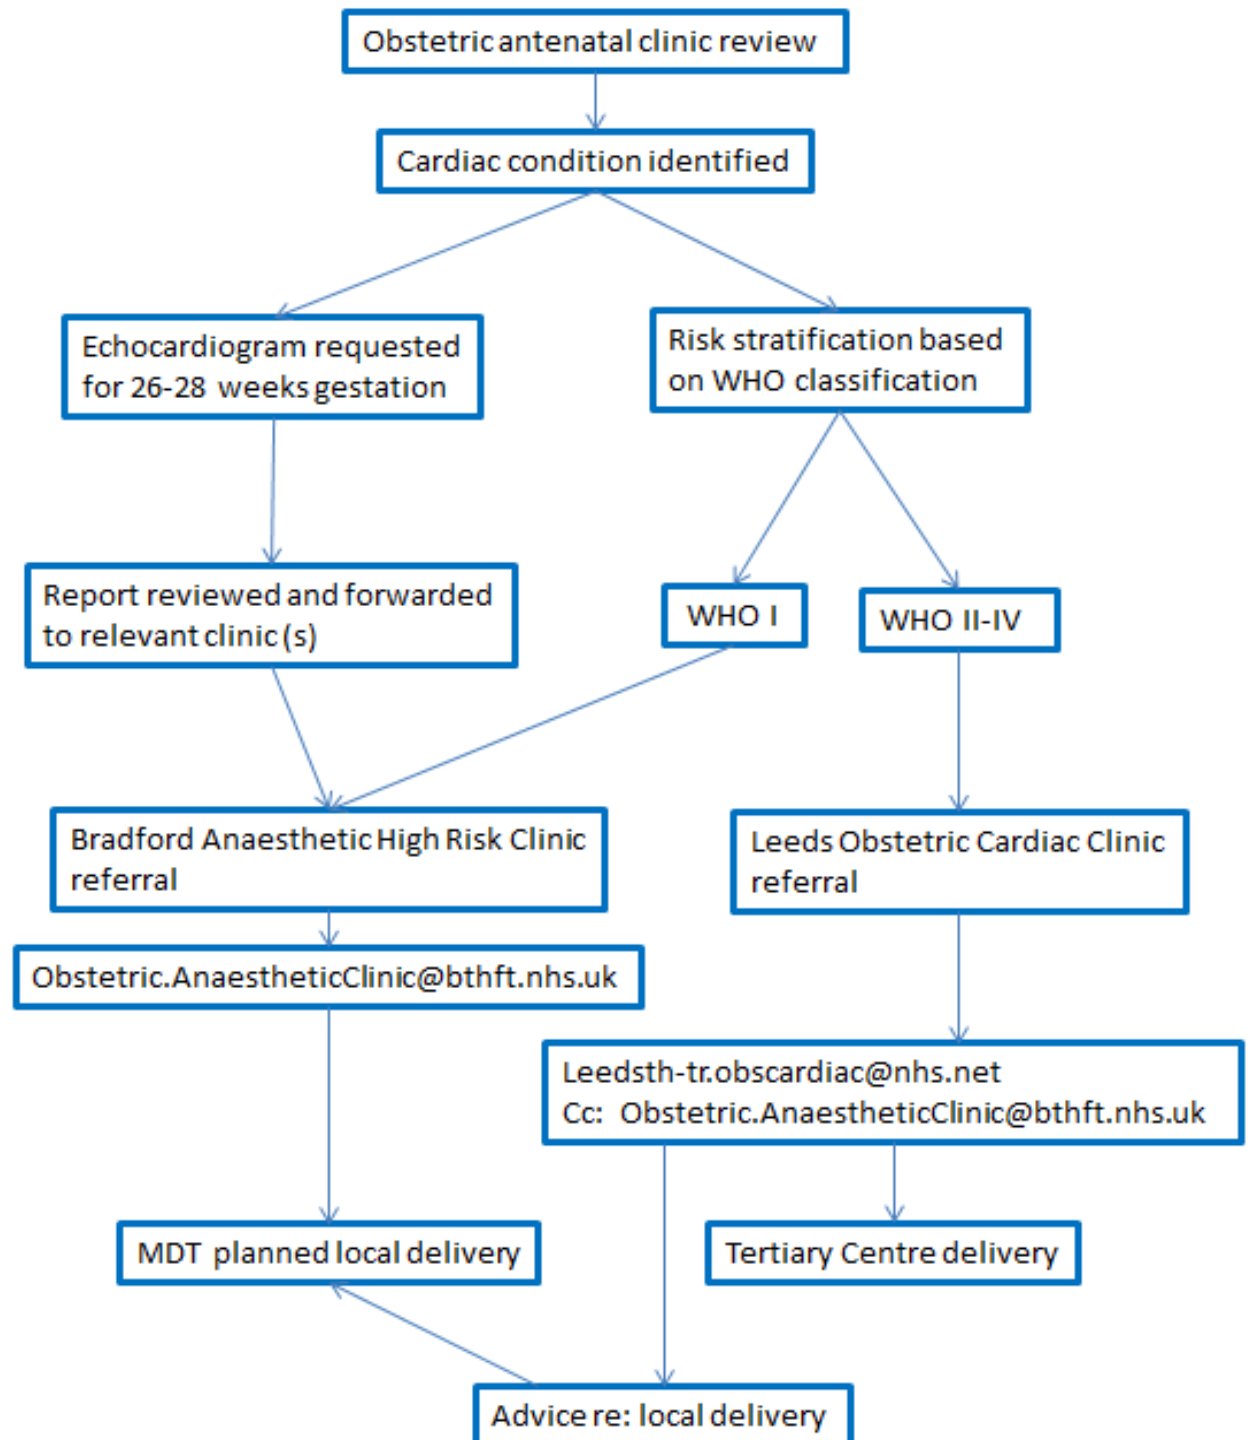 Obstetric antenatal clinic review
Cardiac condition identified
Echocardiogram requested
for 26-28 weeks gestation
Risk stratification based
on WHO classification
Report reviewed and forwarded
to relevant clinic (s)
WHO I
WHO II-IV
Bradford Anaesthetic High Risk Clinic
referral
Leeds Obstetric Cardiac Clinic
referral
Obstetric.AnaestheticClinic@bthft.nhs.uk
Leedsth-tr.obscardiac@nhs.net
Cc: Obstetric.AnaestheticClinic@bthft.nhs.uk
MDT planned local delivery
Tertiary Centre delivery
Advice re: local delivery